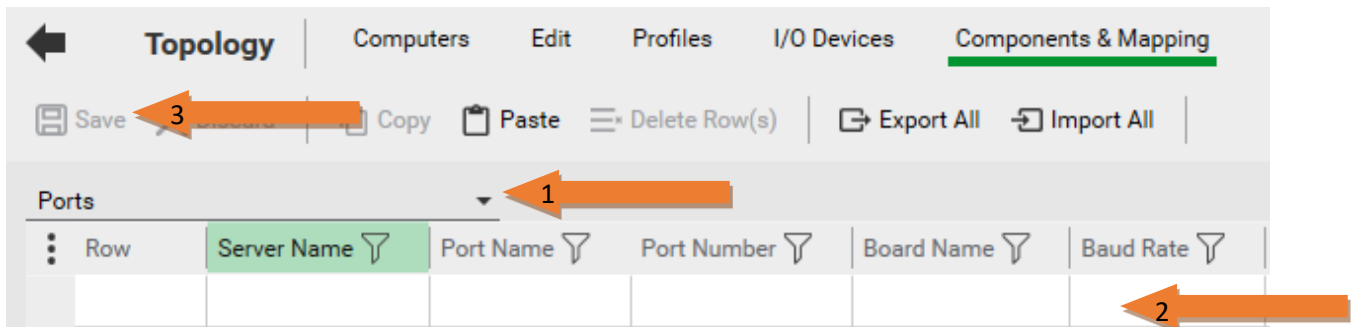 Topology Computers Edit Profiles I/O Devices Components & Mapping
Save 3 Discard Copy Paste Delete Row(s) Export All Import All
Ports 1
Row Server Name Port Name Port Number Board Name Baud Rate
2